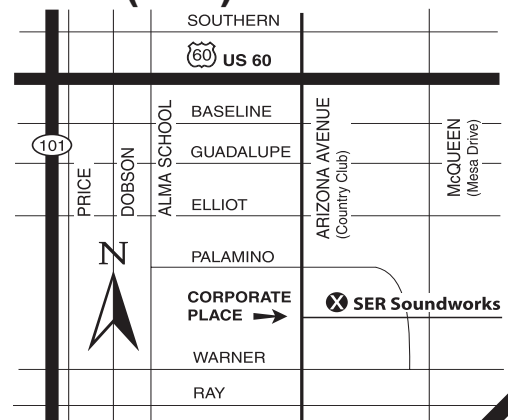 SOUTHERN
60 US 60
BASELINE
101
GUADALUPE
PRICE
DOBSON
ALMA SCHOOL
ARIZONA AVENUE
(Country Club)
McQUEEN
(Mesa Drive)
ELLIOT
N
PALAMINO
CORPORATE
PLACE
X SER Soundworks
WARNER
RAY